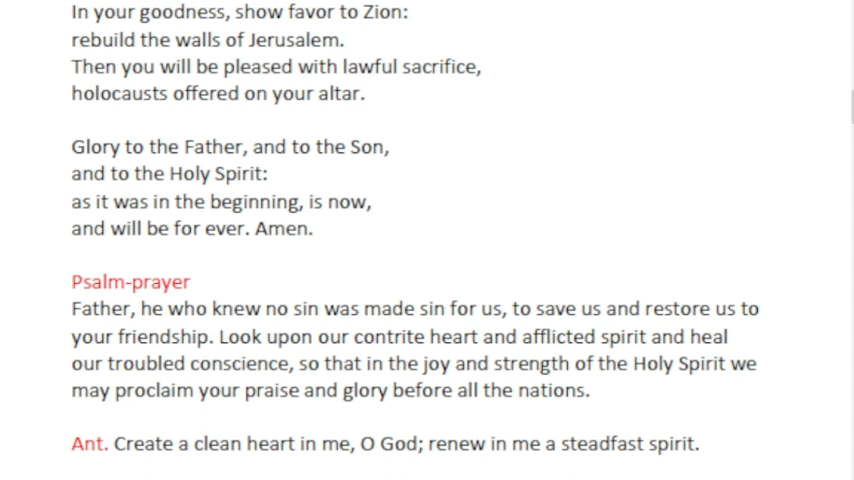 In your goodness, show favor to Zion:
rebuild the walls of Jerusalem.
Then you will be pleased with lawful sacrifice,
holocausts offered on your altar.
Glory to the Father, and to the Son,
and to the Holy Spirit:
as it was in the beginning, is now,
and will be for ever. Amen.
Psalm-prayer
Father, he who knew no sin was made sin for us, to save us and restore us to
your friendship. Look upon our contrite heart and afflicted spirit and heal
our troubled conscience, so that in the joy and strength of the Holy Spirit we
may proclaim your praise and glory before all the nations.
Ant. Create a clean heart in me, O God; renew in me a steadfast spirit.